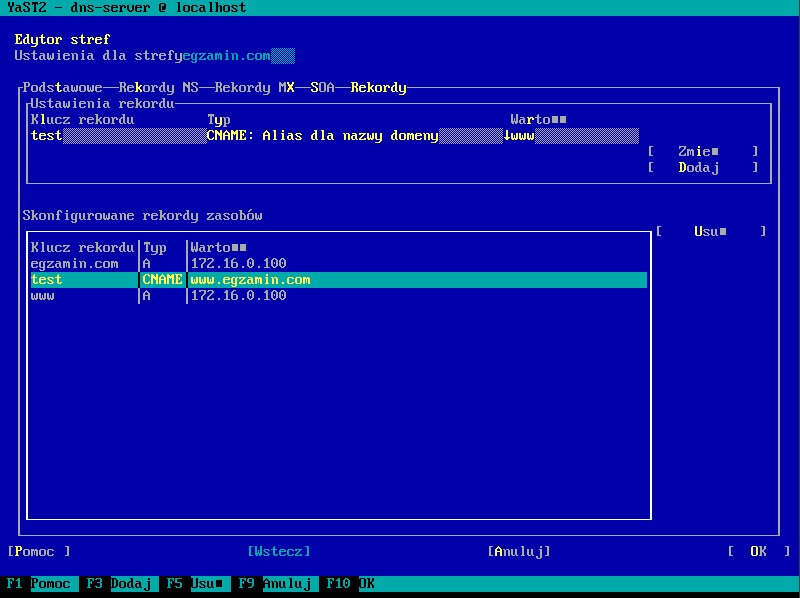 YaST2 - dns-server @ localhost
Edytor stref
Ustawienia dla strefyegzamin.com
Podstawowe Rekordy NS Rekordy MX SOA Rekordy
Ustawienia rekordu
Klucz rekordu Typ Warto■■
test CNAME: Alias dla nazwy domeny↓www
[ Zmie■ ]
[ Dodaj ]
Skonfigurowane rekordy zasobów
[ Usu■ ]
Klucz rekordu│Typ │Warto■■
egzamin.com │A │172.16.0.100
test │CNAME│www.egzamin.com
www │A │172.16.0.100
[Pomoc ] [Wstecz] [Anuluj] [ OK ]
F1 Pomoc F3 Dodaj F5 Usu■ F9 Anuluj F10 OK